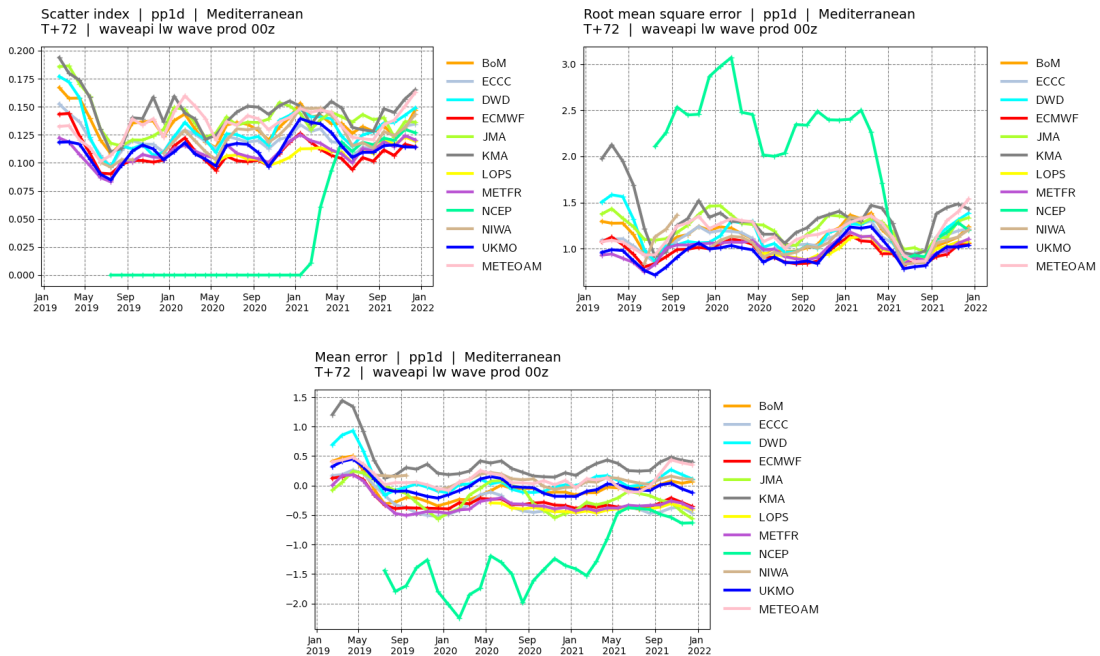 Scatter index | pp1d | Mediterranean
T+72 | waveapi lw wave prod 00z
0.200
0.175
0.150
0.125
0.100
0.075
0.050
0.025
0.000
Jan 2019
May 2019
Sep 2019
Jan 2020
May 2020
Sep 2020
Jan 2021
May 2021
Sep 2021
Jan 2022
BoM
ECCC
DWD
ECMWF
JMA
KMA
LOPS
METFR
NCEP
NIWA
UKMO
METEOAM
Root mean square error | pp1d | Mediterranean
T+72 | waveapi lw wave prod 00z
3.0
2.5
2.0
1.5
1.0
Jan 2019
May 2019
Sep 2019
Jan 2020
May 2020
Sep 2020
Jan 2021
May 2021
Sep 2021
Jan 2022
BoM
ECCC
DWD
ECMWF
JMA
KMA
LOPS
METFR
NCEP
NIWA
UKMO
METEOAM
Mean error | pp1d | Mediterranean
T+72 | waveapi lw wave prod 00z
1.5
1.0
0.5
0.0
−0.5
−1.0
−1.5
−2.0
Jan 2019
May 2019
Sep 2019
Jan 2020
May 2020
Sep 2020
Jan 2021
May 2021
Sep 2021
Jan 2022
BoM
ECCC
DWD
ECMWF
JMA
KMA
LOPS
METFR
NCEP
NIWA
UKMO
METEOAM